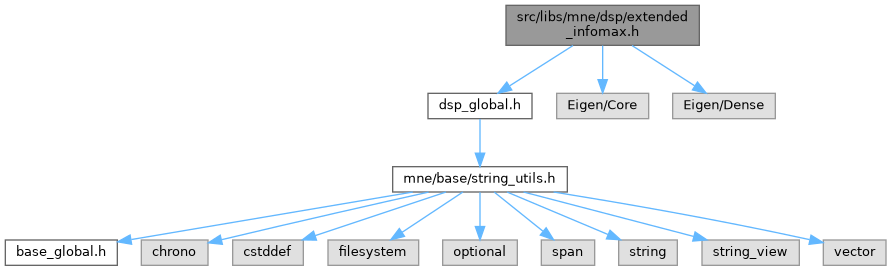 src/libs/mne/dsp/extended
_infomax.h
dsp_global.h
Eigen/Core
Eigen/Dense
mne/base/string_utils.h
base_global.h
chrono
cstddef
filesystem
optional
span
string
string_view
vector